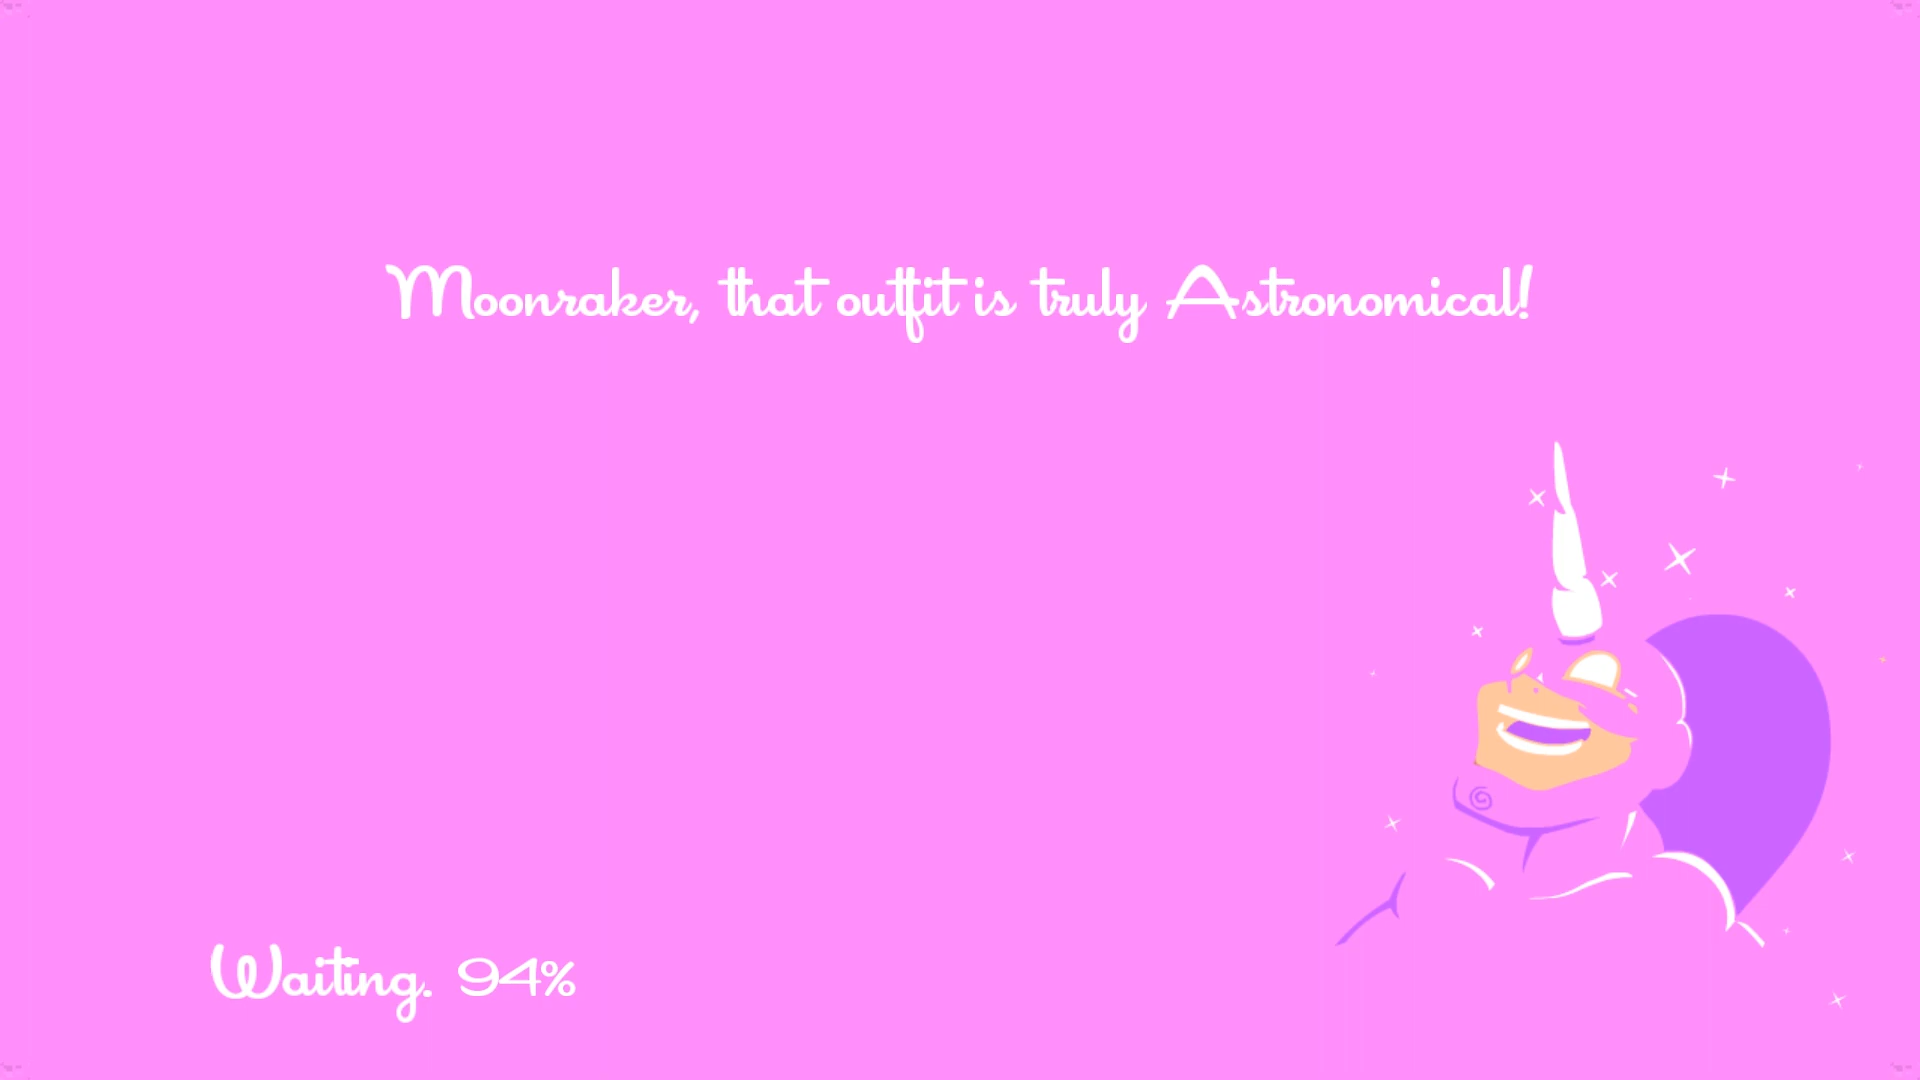 Moonraker, that outfit is truly Astronomical!
Waiting. 94%